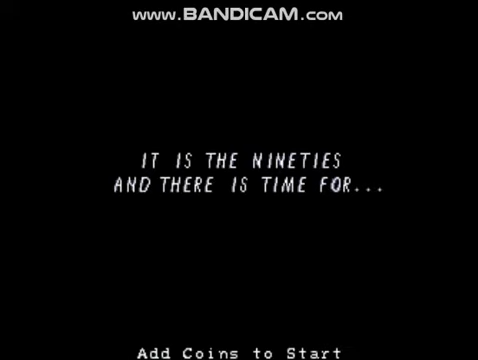 www.BANDICAM.com
IT IS THE NINETIES
AND THERE IS TIME FOR...
Add Coins to Start